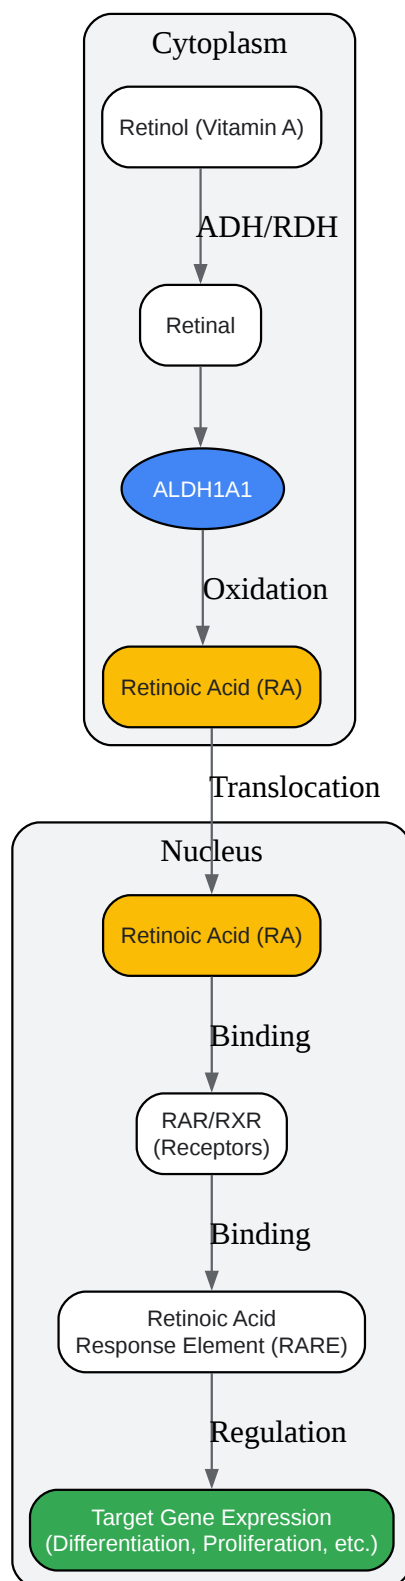 Cytoplasm
Retinol (Vitamin A)
ADH/RDH
Retinal
ALDH1A1
Oxidation
Retinoic Acid (RA)
Translocation
Nucleus
Retinoic Acid (RA)
Binding
RAR/RXR
(Receptors)
Binding
Retinoic Acid
Response Element (RARE)
Regulation
Target Gene Expression
(Differentiation, Proliferation, etc.)